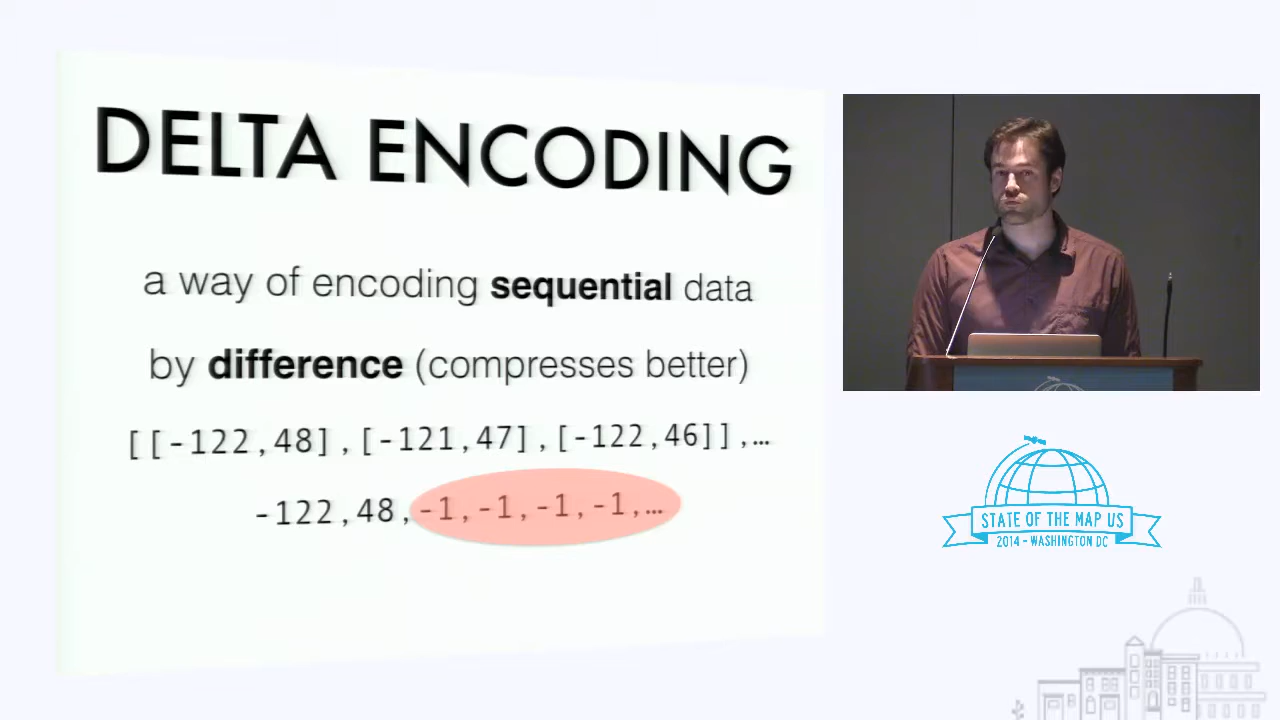 DELTA ENCODING
a way of encoding sequential data
by difference (compresses better)
[[-122,48],[-121,47],[-122,46]],…
-122,48,-1,-1,-1,-1,…
STATE OF THE MAP US
2014 - WASHINGTON DC